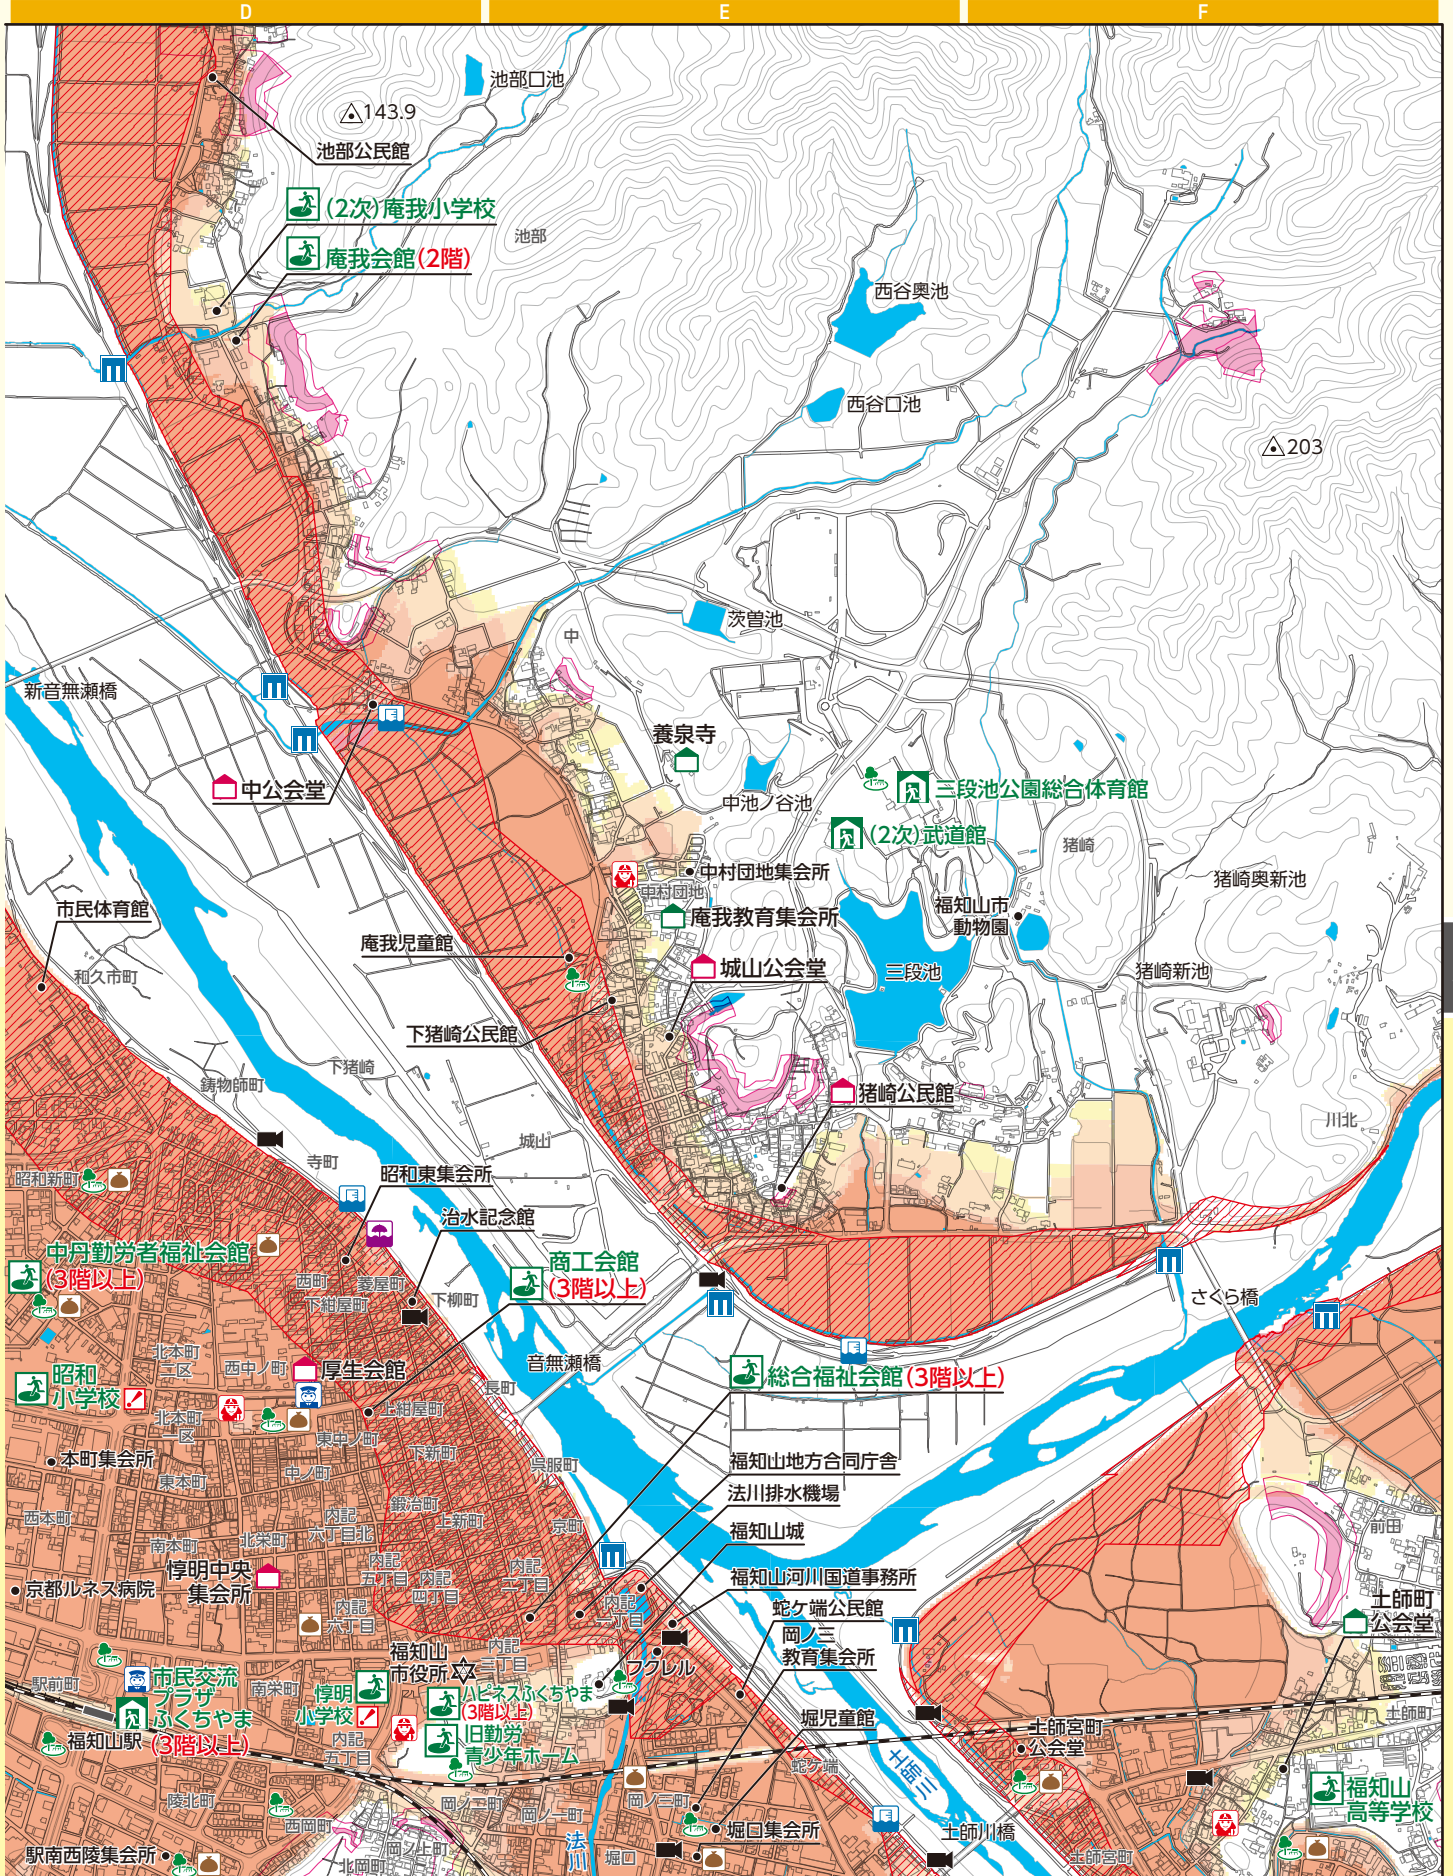 D
E
F
池部口池
143.9
池部公民館
(2次)庵我小学校
庵我会館(2階)
池部
西谷奥池
西谷口池
203
茨曽池
中
新音無瀬橋
養泉寺
中公会堂
中池ノ谷池
三段池公園総合体育館
(2次)武道館
猪崎
中村団地集会所
中村団地
猪崎奥新池
市民体育館
庵我教育集会所
福知山市
動物園
庵我児童館
城山公会堂
三段池
猪崎新池
和久市町
下猪崎公民館
下猪崎
鋳物師町
三
猪崎公民館
川北
城山
寺町
昭和新町
昭和東集会所
治水記念館
中丹勤労者福祉会館
(3階以上)
商工会館
(3階以上)
西町
菱屋町
下紺屋町
下柳町
さくら橋
北本町
二区
西中ノ町
厚生会館
音無瀬橋
総合福祉会館(3階以上)
昭和
小学校
長町
上紺屋町
北本町
一区
東中ノ町
下新町
本町集会所
中ノ町
呉服町
福知山地方合同庁舎
東本町
法川排水機場
西本町
鍛冶町
内記
六丁目北
上新町
京町
福知山城
前田
南本町
北栄町
惇明中央
集会所
内記
五丁目
内記
四丁目
内記
二丁目
福知山河川国道事務所
京都ルネス病院
内記
六丁目
内記
一丁目
蛇ケ端公民館
土師町
公会堂
岡ノ三
教育集会所
福知山
市役所
内記
三丁目
フクレル
駅前町
市民交流
プラザ
ふくちやま
(3階以上)
南栄町
惇明
小学校
ハピネスふくちやま
(3階以上)
旧勤労
青少年ホーム
堀児童館
土師町
福知山駅
内記
五丁目
土師宮町
公会堂
蛇ケ端
土師川
福知山
高等学校
陵北町
岡ノ二町
岡ノ一町
岡ノ三町
西岡町
堀口集会所
土師川橋
駅南西陵集会所
岡ノ上町
北岡町
法川
堀口
土師宮町